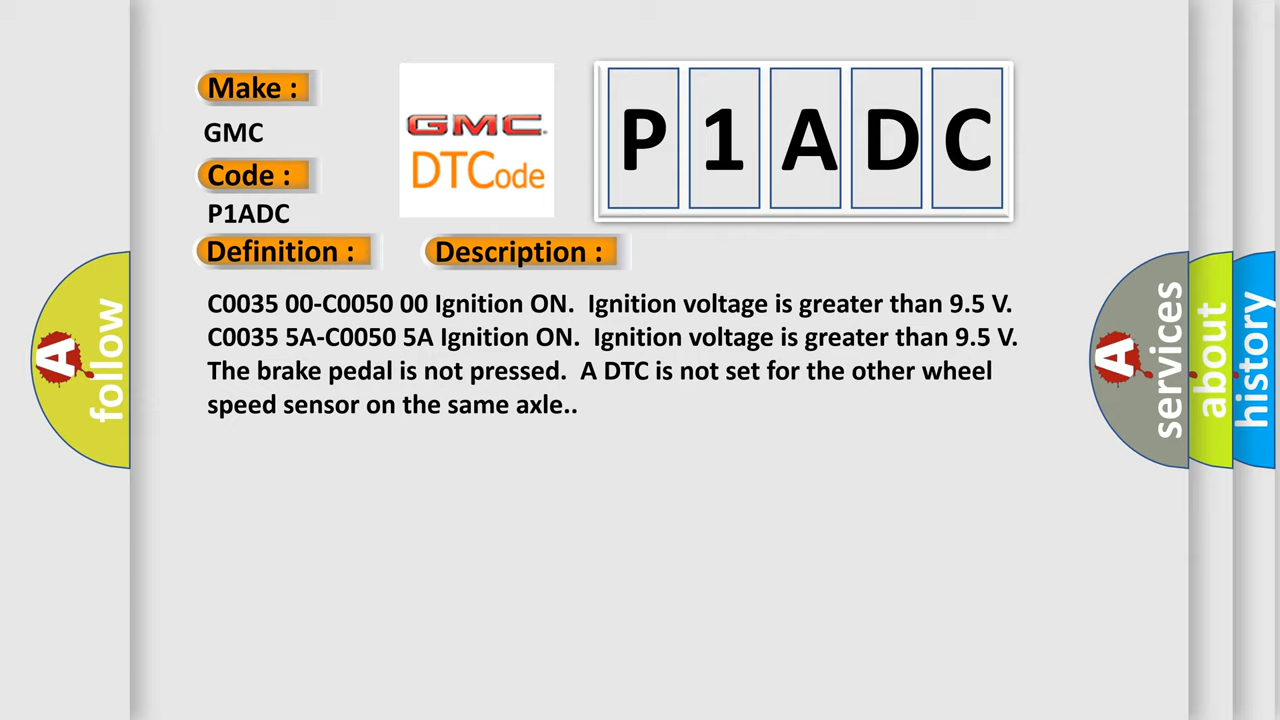 Make :
GMC
Code :
P1ADC
Definition :
Description :
GMC
DTCode
P1ADC
C0035 00-C0050 00 Ignition ON.  Ignition voltage is greater than 9.5 V.
C0035 5A-C0050 5A Ignition ON.  Ignition voltage is greater than 9.5 V.
The brake pedal is not pressed.  A DTC is not set for the other wheel
speed sensor on the same axle..
A
follow
A
services
about
history